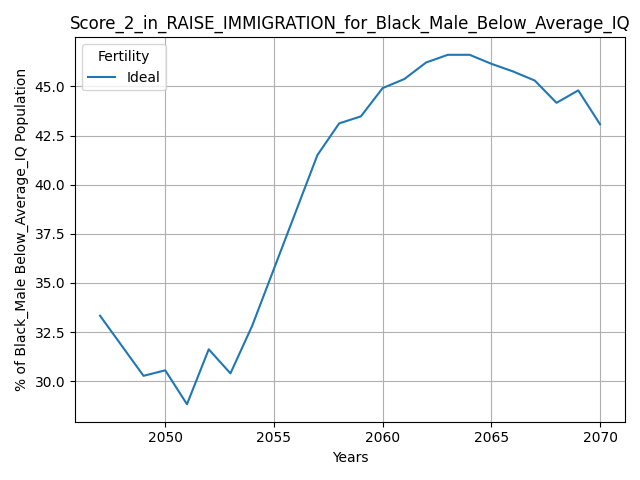 Score_2_in_RAISE_IMMIGRATION_for_Black_Male_Below_Average_IQ
Fertility
Ideal
% of Black_Male Below_Average_IQ Population
45.0
42.5
40.0
37.5
35.0
32.5
30.0
2050
2055
2060
2065
2070
Years